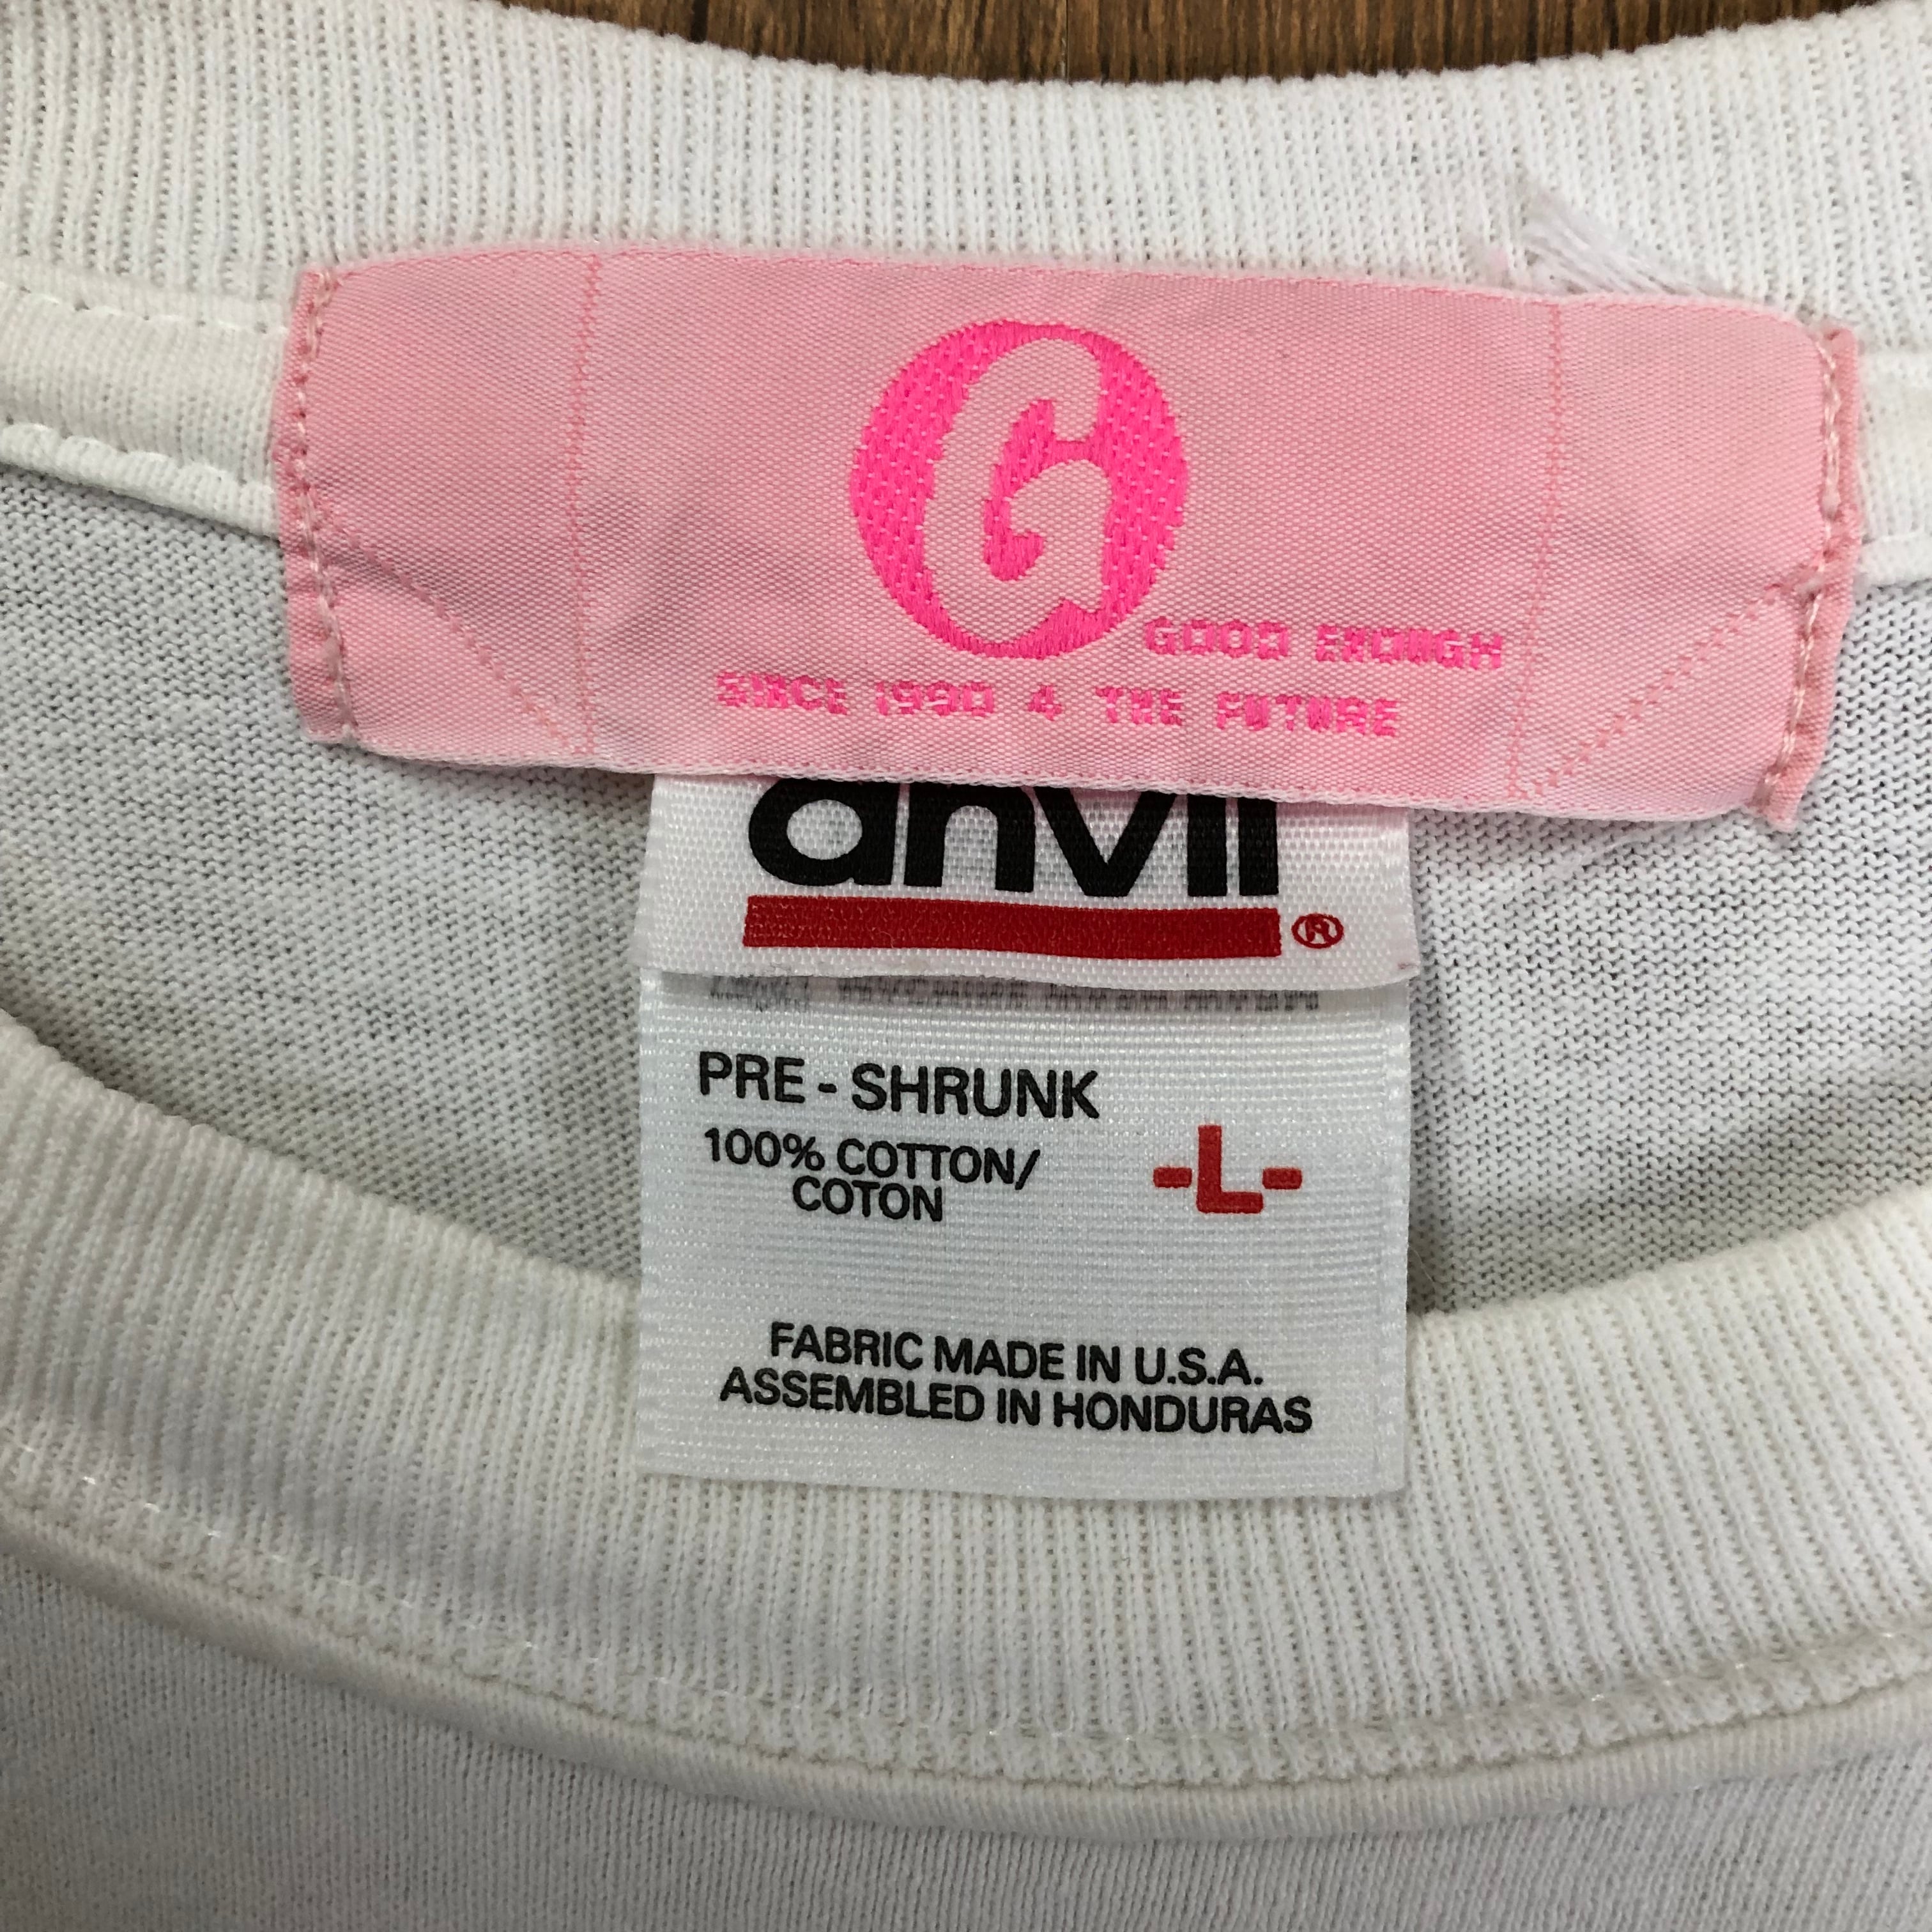 G
GOOD ENOUGH
SINCE 1990 4 THE FUTURE
anvil
®
PRE - SHRUNK
100% COTTON/
COTON
-L-
FABRIC MADE IN U.S.A.
ASSEMBLED IN HONDURAS